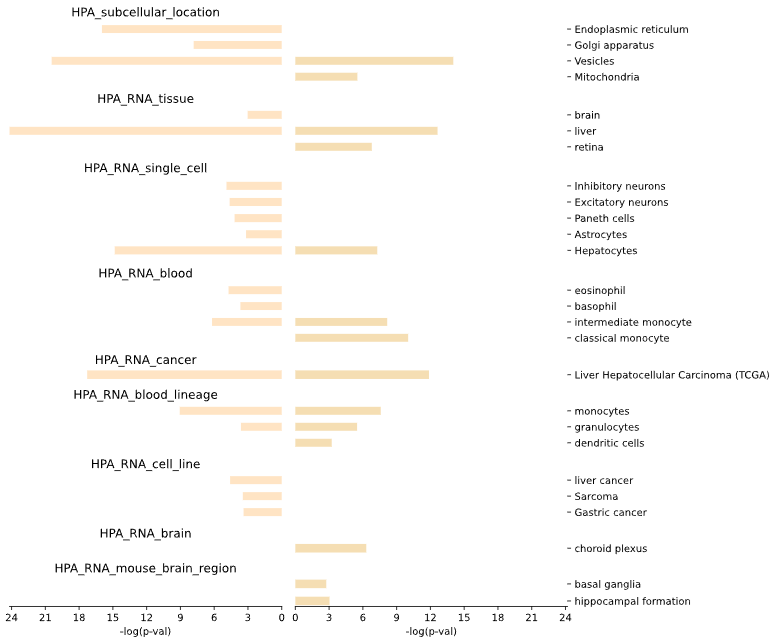 HPA_subcellular_location
Endoplasmic reticulum
Golgi apparatus
Vesicles
Mitochondria
HPA_RNA_tissue
brain
liver
retina
HPA_RNA_single_cell
Inhibitory neurons
Excitatory neurons
Paneth cells
Astrocytes
Hepatocytes
HPA_RNA_blood
eosinophil
basophil
intermediate monocyte
classical monocyte
HPA_RNA_cancer
Liver Hepatocellular Carcinoma (TCGA)
HPA_RNA_blood_lineage
monocytes
granulocytes
dendritic cells
HPA_RNA_cell_line
liver cancer
Sarcoma
Gastric cancer
HPA_RNA_brain
choroid plexus
HPA_RNA_mouse_brain_region
basal ganglia
hippocampal formation
24 21 18 15 12 9 6 3 0 0 3 6 9 12 15 18 21 24
-log(p-val) -log(p-val)